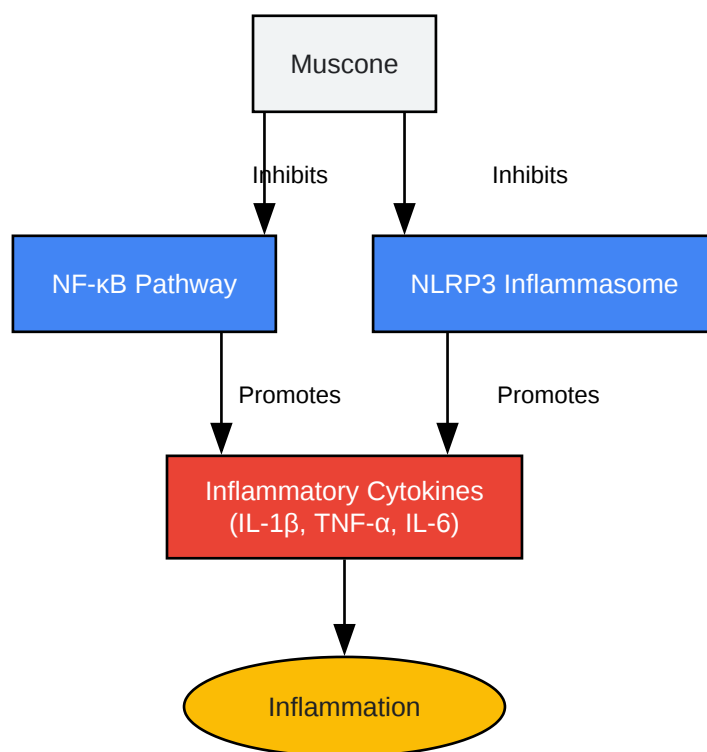 Muscone
Inhibits
Inhibits
NF-κB Pathway
NLRP3 Inflammasome
Promotes
Promotes
Inflammatory Cytokines
(IL-1β, TNF-α, IL-6)
Inflammation